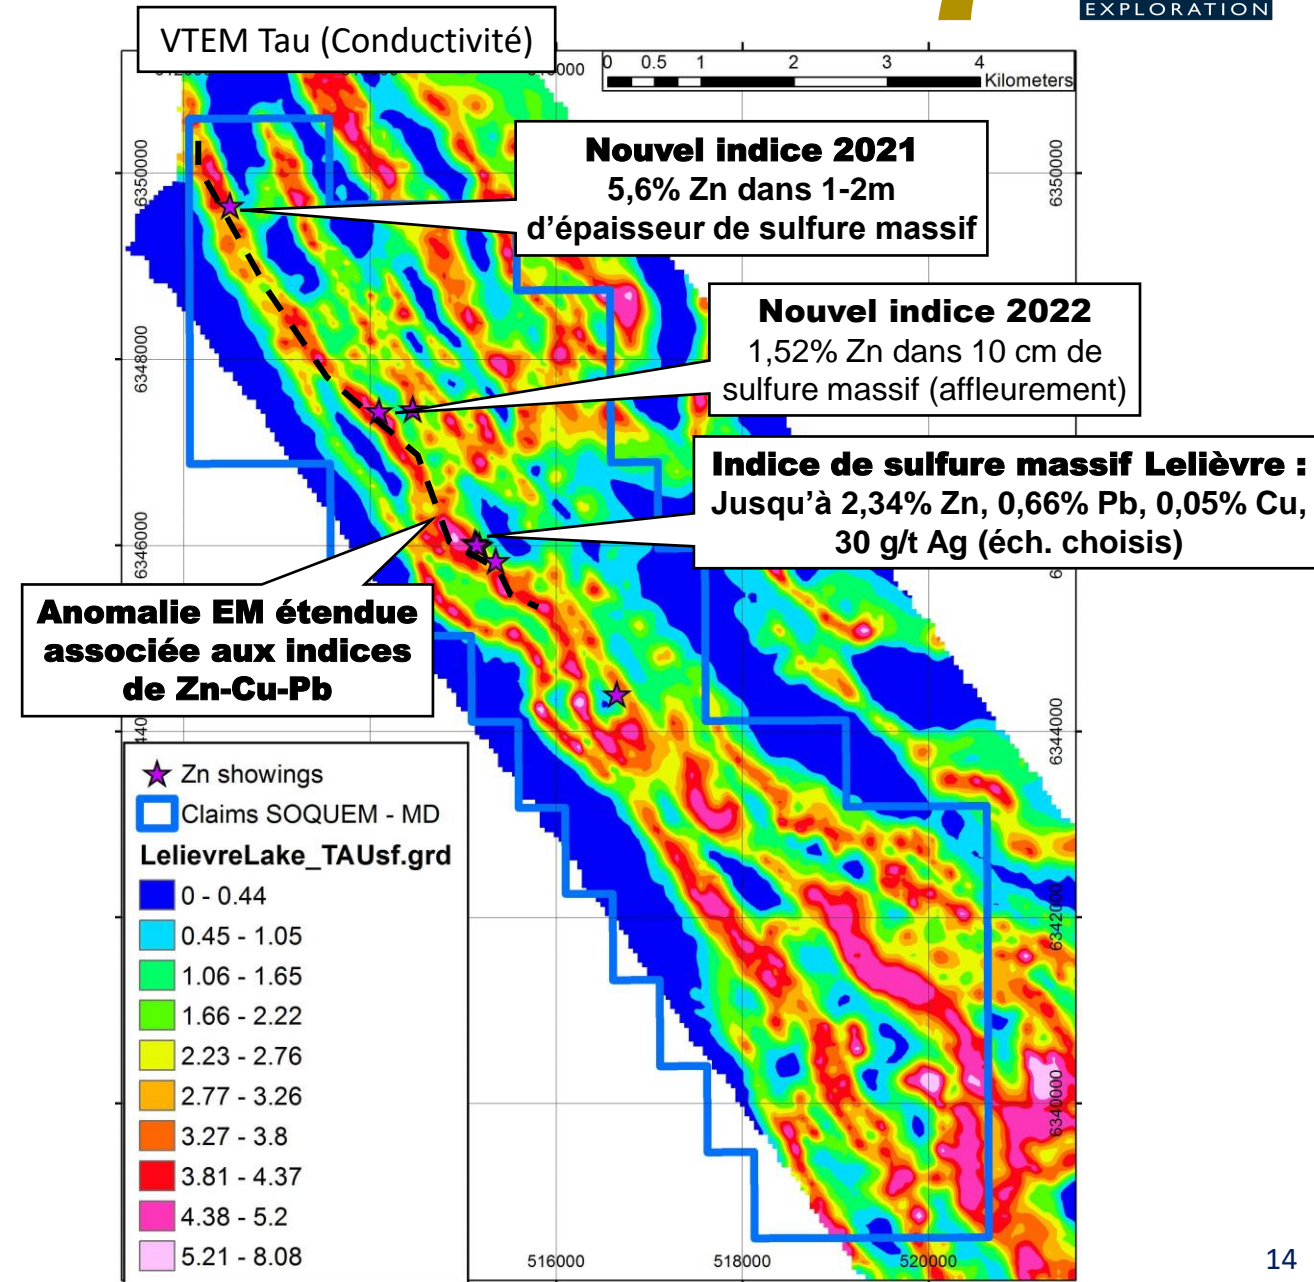 EXPLORATION
VTEM Tau (Conductivité)
0 0.5 1 2 3 4
Kilometers
Nouvel indice 2021
5,6% Zn dans 1-2m
d'épaisseur de sulfure massif
6350000
6350000
Nouvel indice 2022
1,52% Zn dans 10 cm de
sulfure massif (affleurement)
6348000
Indice de sulfure massif Lelièvre :
Jusqu'à 2,34% Zn, 0,66% Pb, 0,05% Cu,
30 g/t Ag (éch. choisis)
6346000
Anomalie EM étendue
associée aux indices
de Zn-Cu-Pb
6344000
Zn showings
Claims SOQUEM - MD
LelievreLake_TAUsf.grd
0 - 0.44
0.45 - 1.05
1.06 - 1.65
1.66 - 2.22
2.23 - 2.76
2.77 - 3.26
3.27 - 3.8
3.81 - 4.37
4.38 - 5.2
5.21 - 8.08
6342000
6340000
516000
518000
520000
14